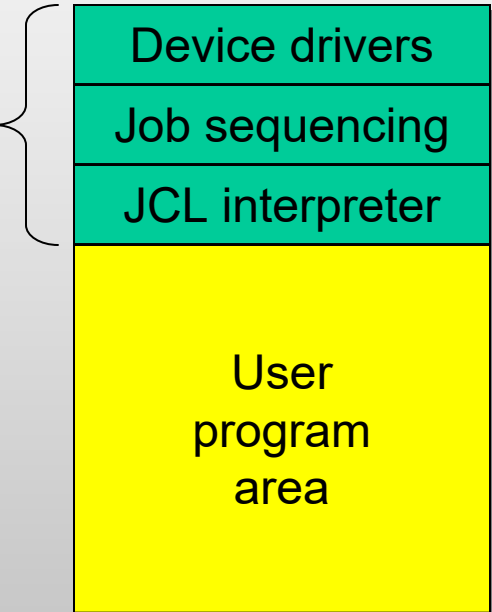 Device drivers
Job sequencing
JCL interpreter
User
program
area